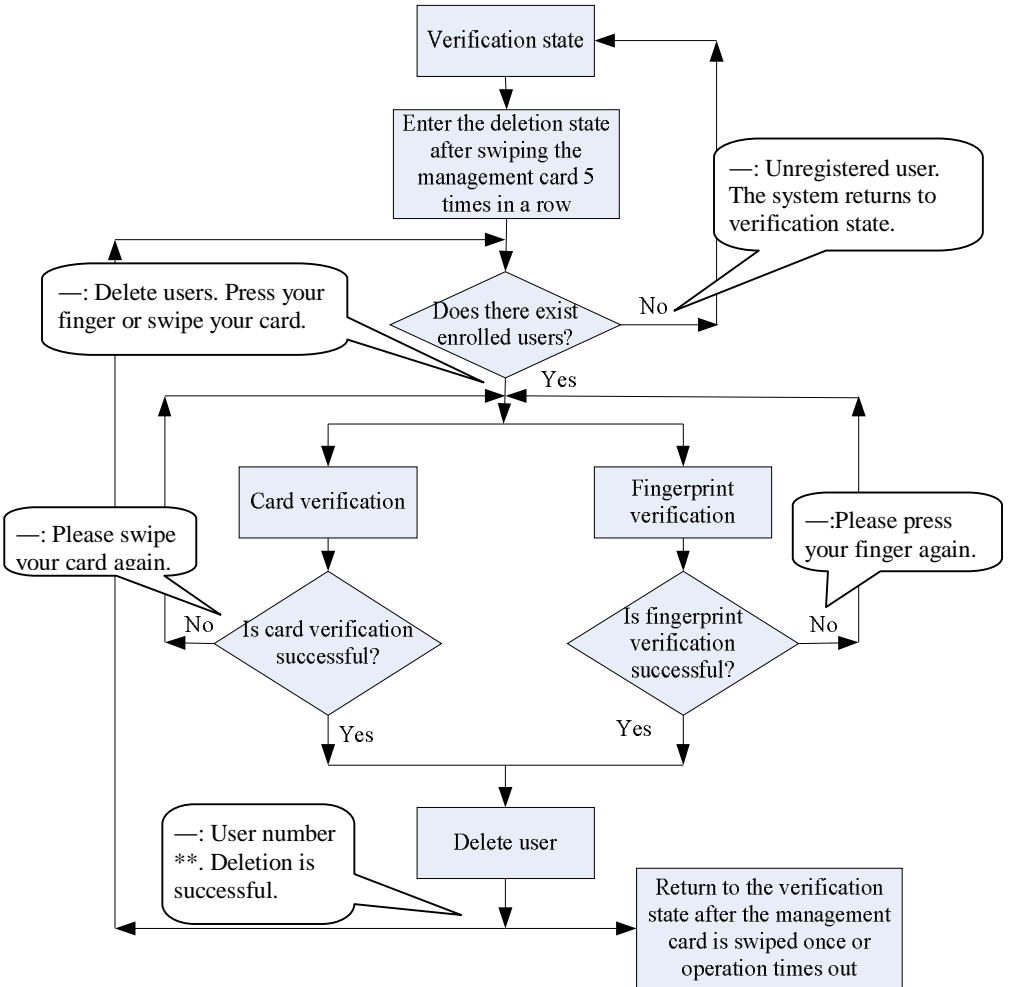 Verification state
Enter the deletion state
after swiping the
management card 5
times in a row
—: Unregistered user.
The system returns to
verification state.
—: Delete users. Press your
finger or swipe your card.
Does there exist
enrolled users?
No
Yes
Card verification
Fingerprint
verification
—: Please swipe
your card again.
—:Please press
your finger again.
No
Is card verification
successful?
Is fingerprint
verification
successful?
No
Yes
Yes
—: User number
**. Deletion is
successful.
Delete user
Return to the verification
state after the management
card is swiped once or
operation times out